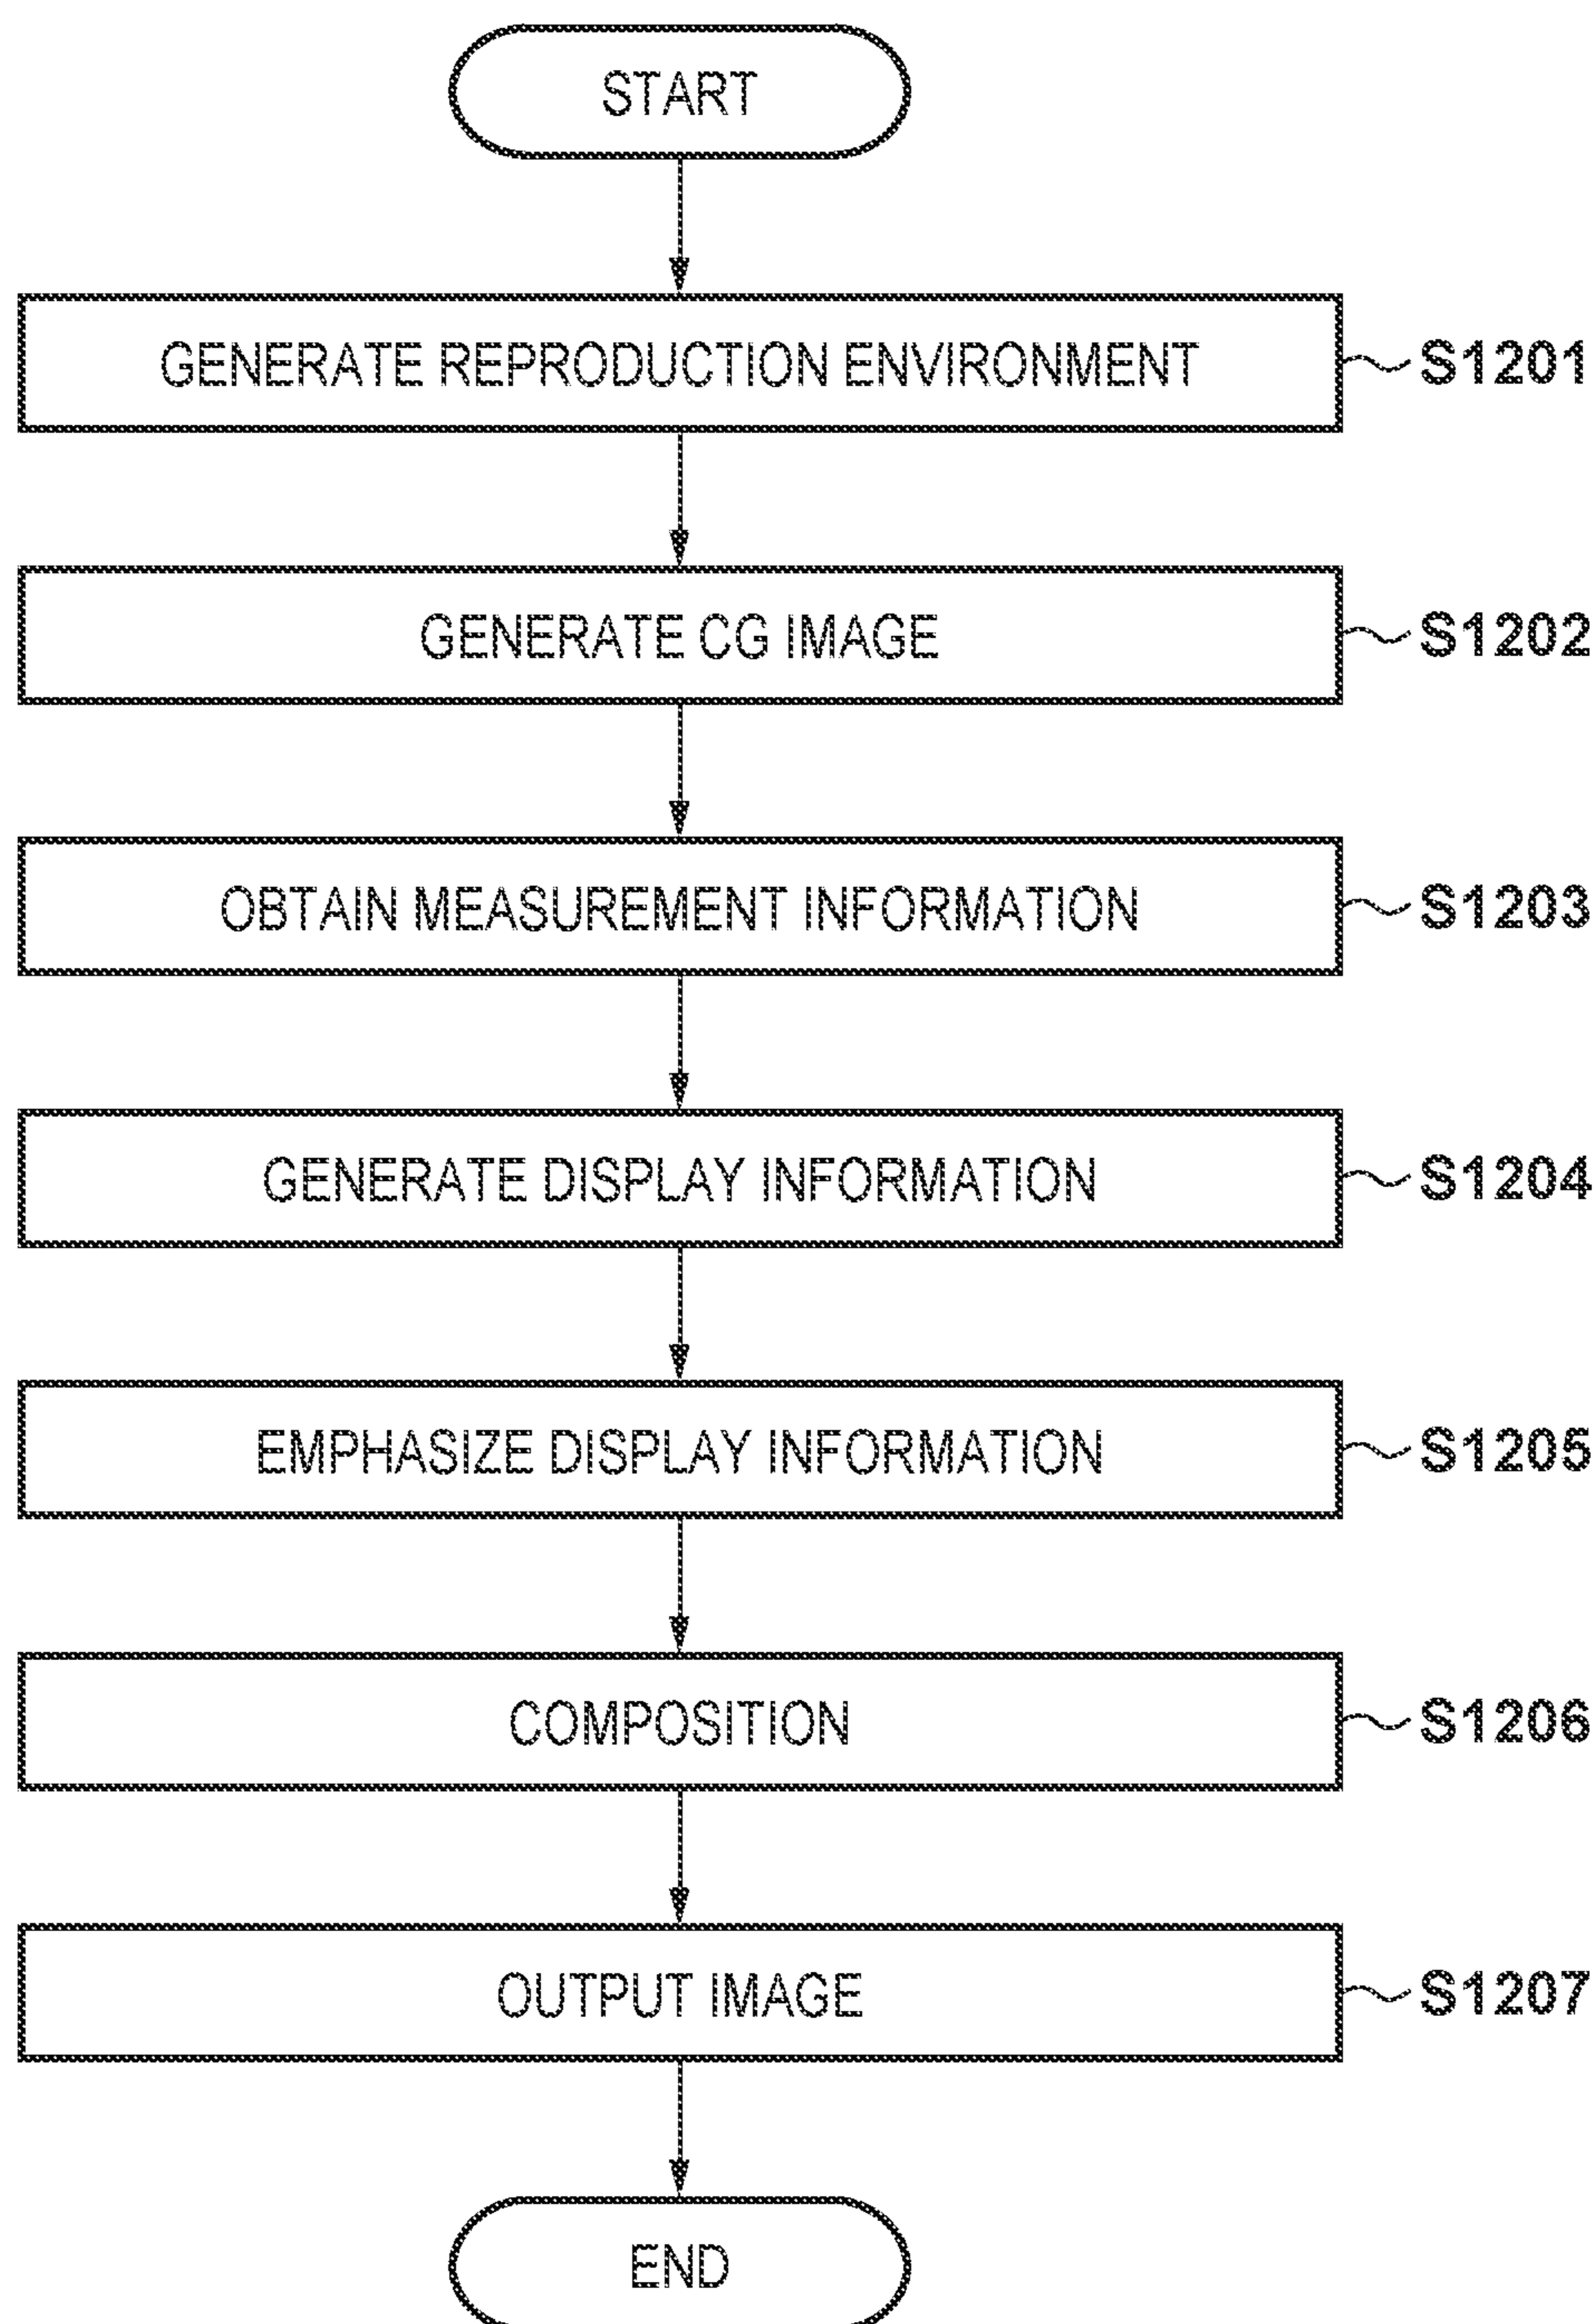 START
GENERATE REPRODUCTION ENVIRONMENT
S1201
GENERATE CG IMAGE
S1202
OBTAIN MEASUREMENT INFORMATION
S1203
GENERATE DISPLAY INFORMATION
S1204
EMPHASIZE DISPLAY INFORMATION
S1205
COMPOSITION
S1206
OUTPUT IMAGE
S1207
END